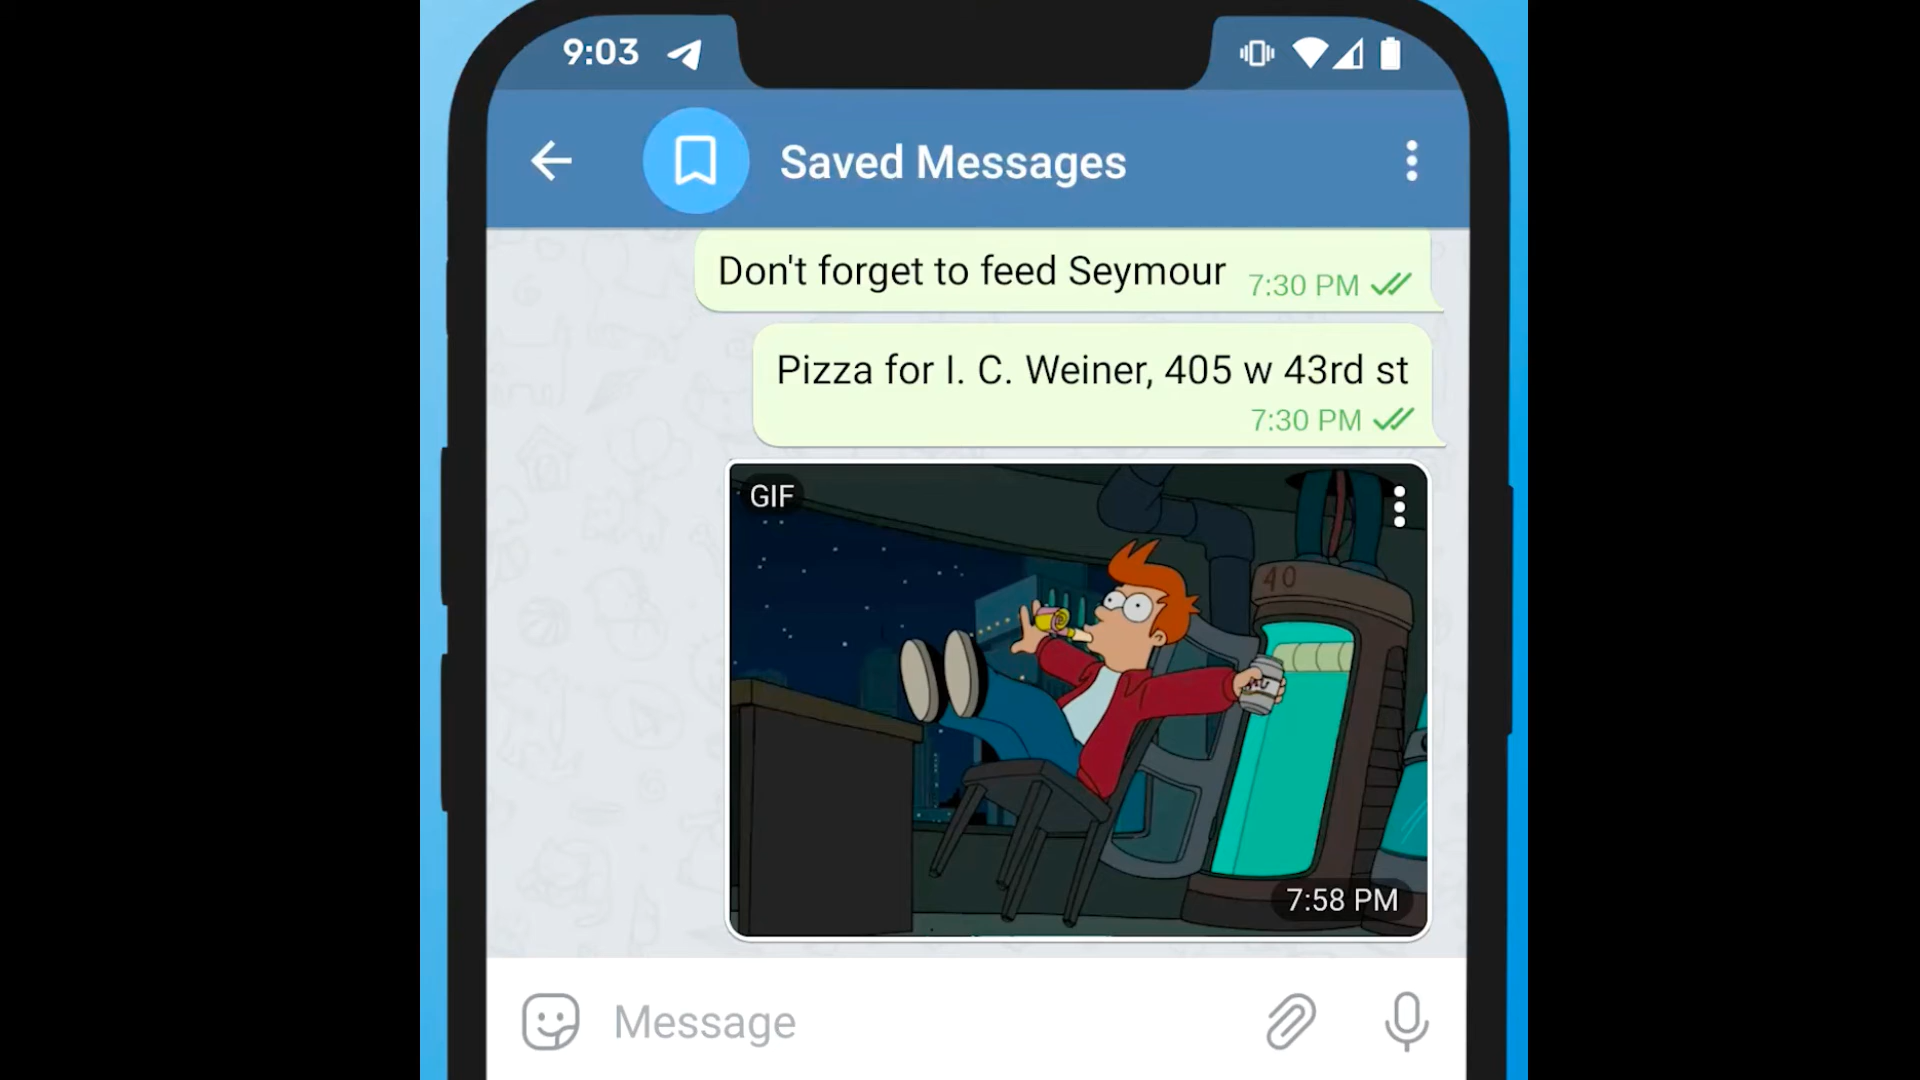 9:03
Saved Messages
Don't forget to feed Seymour 7:30 PM
Pizza for I. C. Weiner, 405 w 43rd st
7:30 PM
GIF
40
7:58 PM
Message